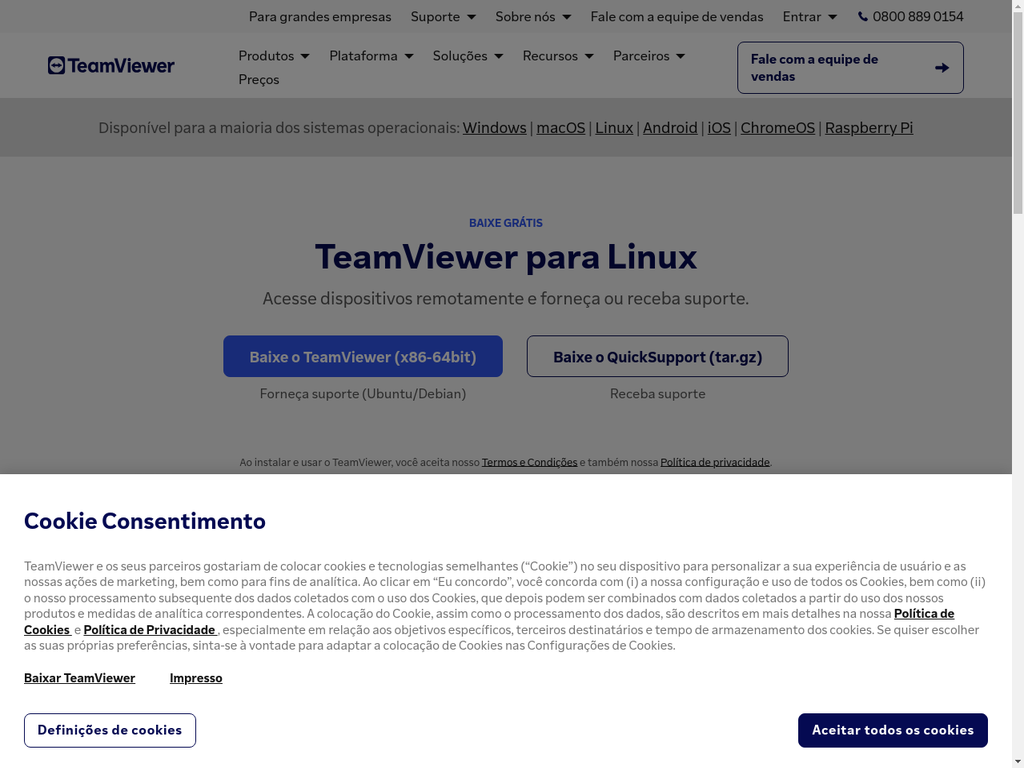 Para grandes empresas Suporte Sobre nós Fale com a equipe de vendas Entrar 0800 889 0154
TeamViewer
Produtos Plataforma Soluções Recursos Parceiros
Preços
Fale com a equipe de
vendas
Disponível para a maioria dos sistemas operacionais: Windows | macOS | Linux | Android | iOS | ChromeOS | Raspberry Pi
BAIXE GRÁTIS
TeamViewer para Linux
Acesse dispositivos remotamente e forneça ou receba suporte.
Baixe o TeamViewer (x86-64bit) Baixe o QuickSupport (tar.gz)
Forneça suporte (Ubuntu/Debian) Receba suporte
Ao instalar e usar o TeamViewer, você aceita nosso Termos e Condições e também nossa Política de privacidade.
Cookie Consentimento
TeamViewer e os seus parceiros gostariam de colocar cookies e tecnologias semelhantes (“Cookie”) no seu dispositivo para personalizar a sua experiência de usuário e as
nossas ações de marketing, bem como para fins de analítica. Ao clicar em “Eu concordo”, você concorda com (i) a nossa configuração e uso de todos os Cookies, bem como (ii)
o nosso processamento subsequente dos dados coletados com o uso dos Cookies, que depois podem ser combinados com dados coletados a partir do uso dos nossos
produtos e medidas de analítica correspondentes. A colocação do Cookie, assim como o processamento dos dados, são descritos em mais detalhes na nossa Política de
Cookies e Política de Privacidade , especialmente em relação aos objetivos específicos, terceiros destinatários e tempo de armazenamento dos cookies. Se quiser escolher
as suas próprias preferências, sinta-se à vontade para adaptar a colocação de Cookies nas Configurações de Cookies.
Baixar TeamViewer Impresso
Definições de cookies Aceitar todos os cookies